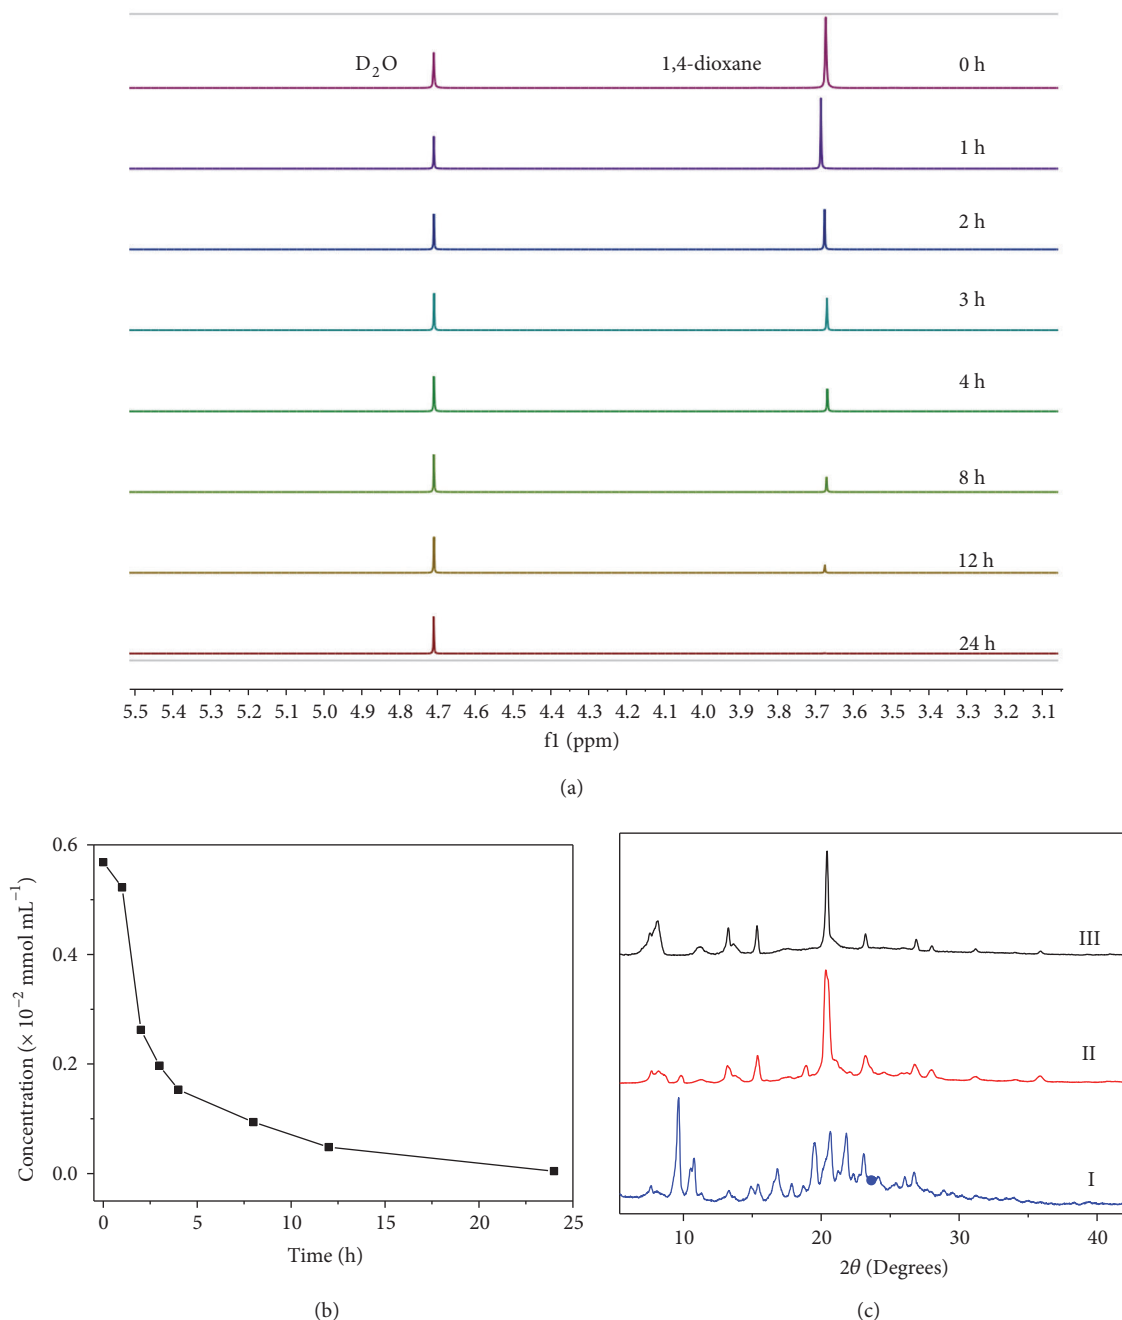 D₂O 1,4-dioxane 0 h
1 h
2 h
3 h
4 h
8 h
12 h
24 h
5.5 5.4 5.3 5.2 5.1 5.0 4.9 4.8 4.7 4.6 4.5 4.4 4.3 4.2 4.1 4.0 3.9 3.8 3.7 3.6 3.5 3.4 3.3 3.2 3.1
f1 (ppm)
(a)
0.6
0.4
0.2
0.0
Concentration (× 10⁻² mmol mL⁻¹)
0 5 10 15 20 25
Time (h)
(b)
III
II
I
10 20 30 40
2θ (Degrees)
(c)